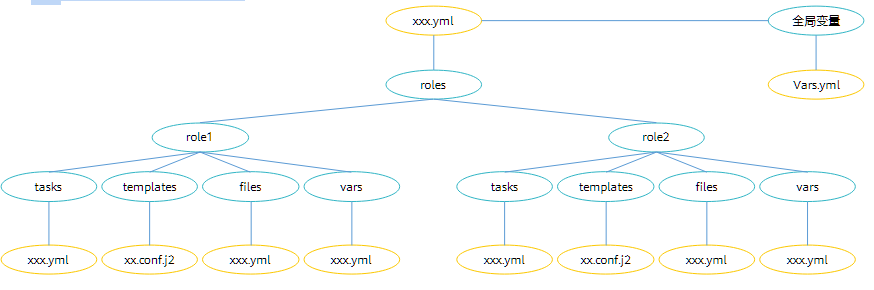 xxx.yml 全局变量
roles Vars.yml
role1 role2
tasks templates files vars tasks templates files vars
xxx.yml xx.conf.j2 xxx.yml xxx.yml xxx.yml xx.conf.j2 xxx.yml xxx.yml